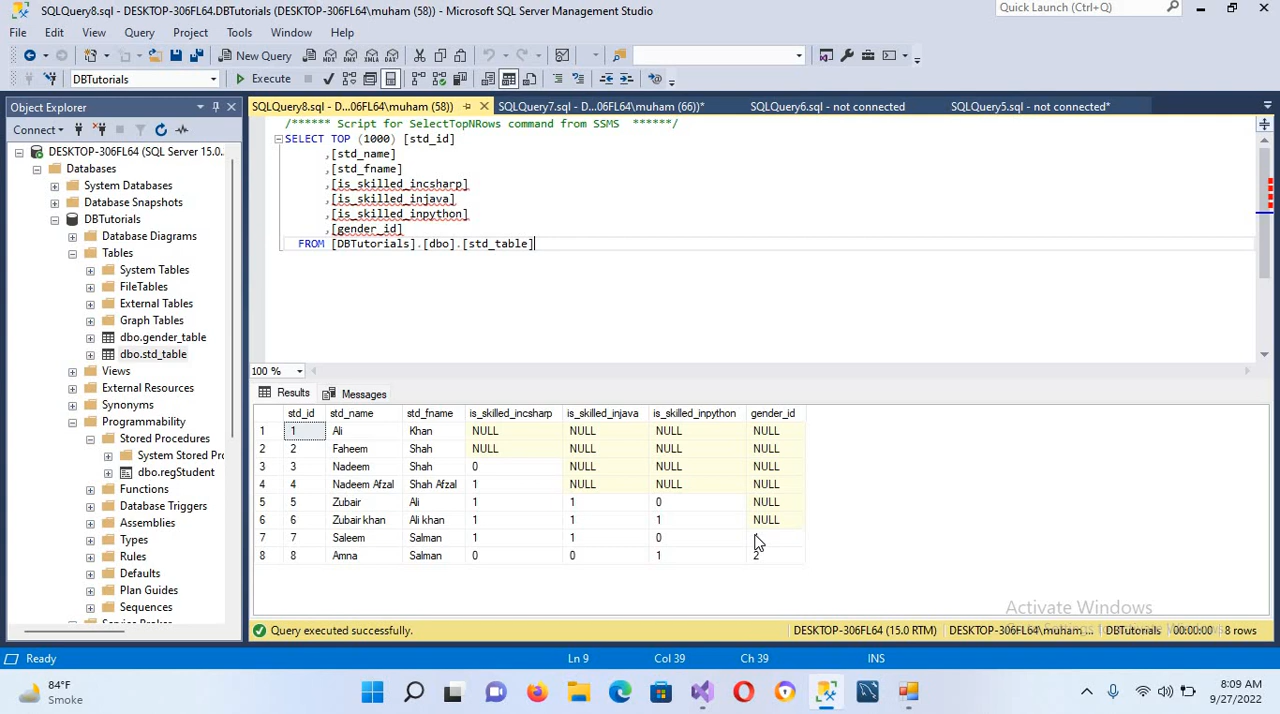 SQLQuery8.sql - DESKTOP-306FL64.DBTutorials (DESKTOP-306FL64\muham (58)) - Microsoft SQL Server Management Studio
Quick Launch (Ctrl+Q)
File Edit View Query Project Tools Window Help
New Query
DBTutorials Execute
Object Explorer
SQLQuery8.sql - D...06FL64\muham (58)) SQLQuery7.sql - D...06FL64\muham (66))* SQLQuery6.sql - not connected SQLQuery5.sql - not connected*
Connect
DESKTOP-306FL64 (SQL Server 15.0...
Databases
System Databases
Database Snapshots
DBTutorials
Database Diagrams
Tables
System Tables
FileTables
External Tables
Graph Tables
dbo.gender_table
dbo.std_table
Views
External Resources
Synonyms
Programmability
Stored Procedures
System Stored Pr
dbo.regStudent
Functions
Database Triggers
Assemblies
Types
Rules
Defaults
Plan Guides
Sequences
Service Broker
/****** Script for SelectTopNRows command from SSMS ******/
SELECT TOP (1000) [std_id]
,[std_name]
,[std_fname]
,[is_skilled_incsharp]
,[is_skilled_injava]
,[is_skilled_inpython]
,[gender_id]
FROM [DBTutorials].[dbo].[std_table]
100 %
Results Messages
std_id std_name std_fname is_skilled_incsharp is_skilled_injava is_skilled_inpython gender_id
1 1 Ali Khan NULL NULL NULL NULL
2 2 Faheem Shah NULL NULL NULL NULL
3 3 Nadeem Shah 0 NULL NULL NULL
4 4 Nadeem Afzal Shah Afzal 1 NULL NULL NULL
5 5 Zubair Ali 1 1 0 NULL
6 6 Zubair khan Ali khan 1 1 1 NULL
7 7 Saleem Salman 1 1 0
8 8 Amna Salman 0 0 1 2
Activate Windows
Query executed successfully. DESKTOP-306FL64 (15.0 RTM) DESKTOP-306FL64\muham ... DBTutorials 00:00:00 8 rows
Ready Ln 9 Col 39 Ch 39 INS
84°F
Smoke
8:09 AM
9/27/2022